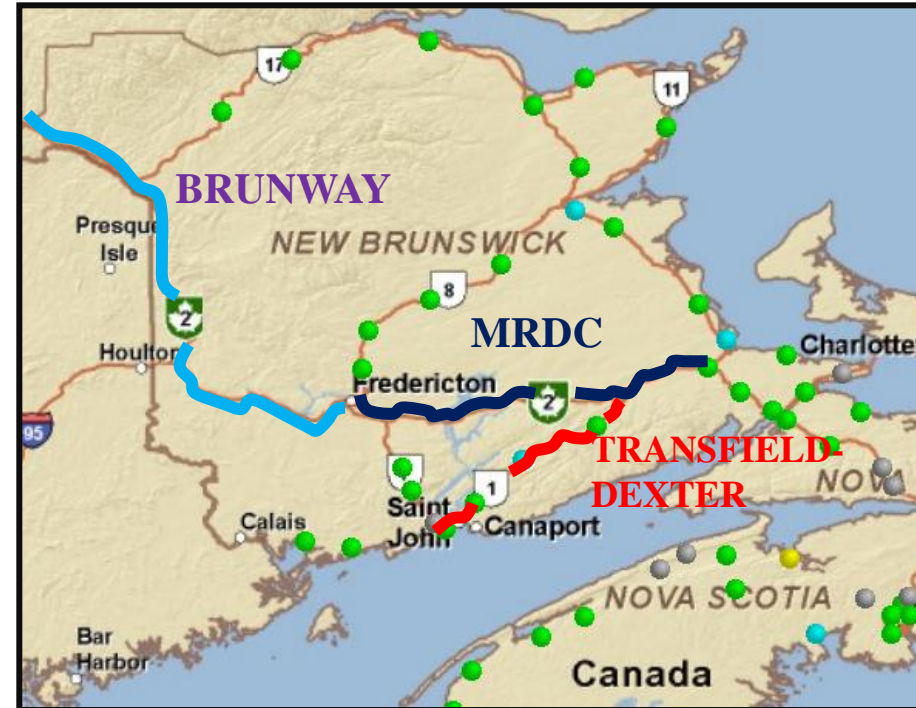 17
11
BRUNWAY
Presque
Isle
NEW BRUNSWICK
8
2
MRDC
Houlton
Charlotte
Fredericton
2
95
TRANSFIELD-
DEXTER
1
NOVA
Saint
John
Canaport
Calais
NOVA SCOTIA
Bar
Harbor
Canada